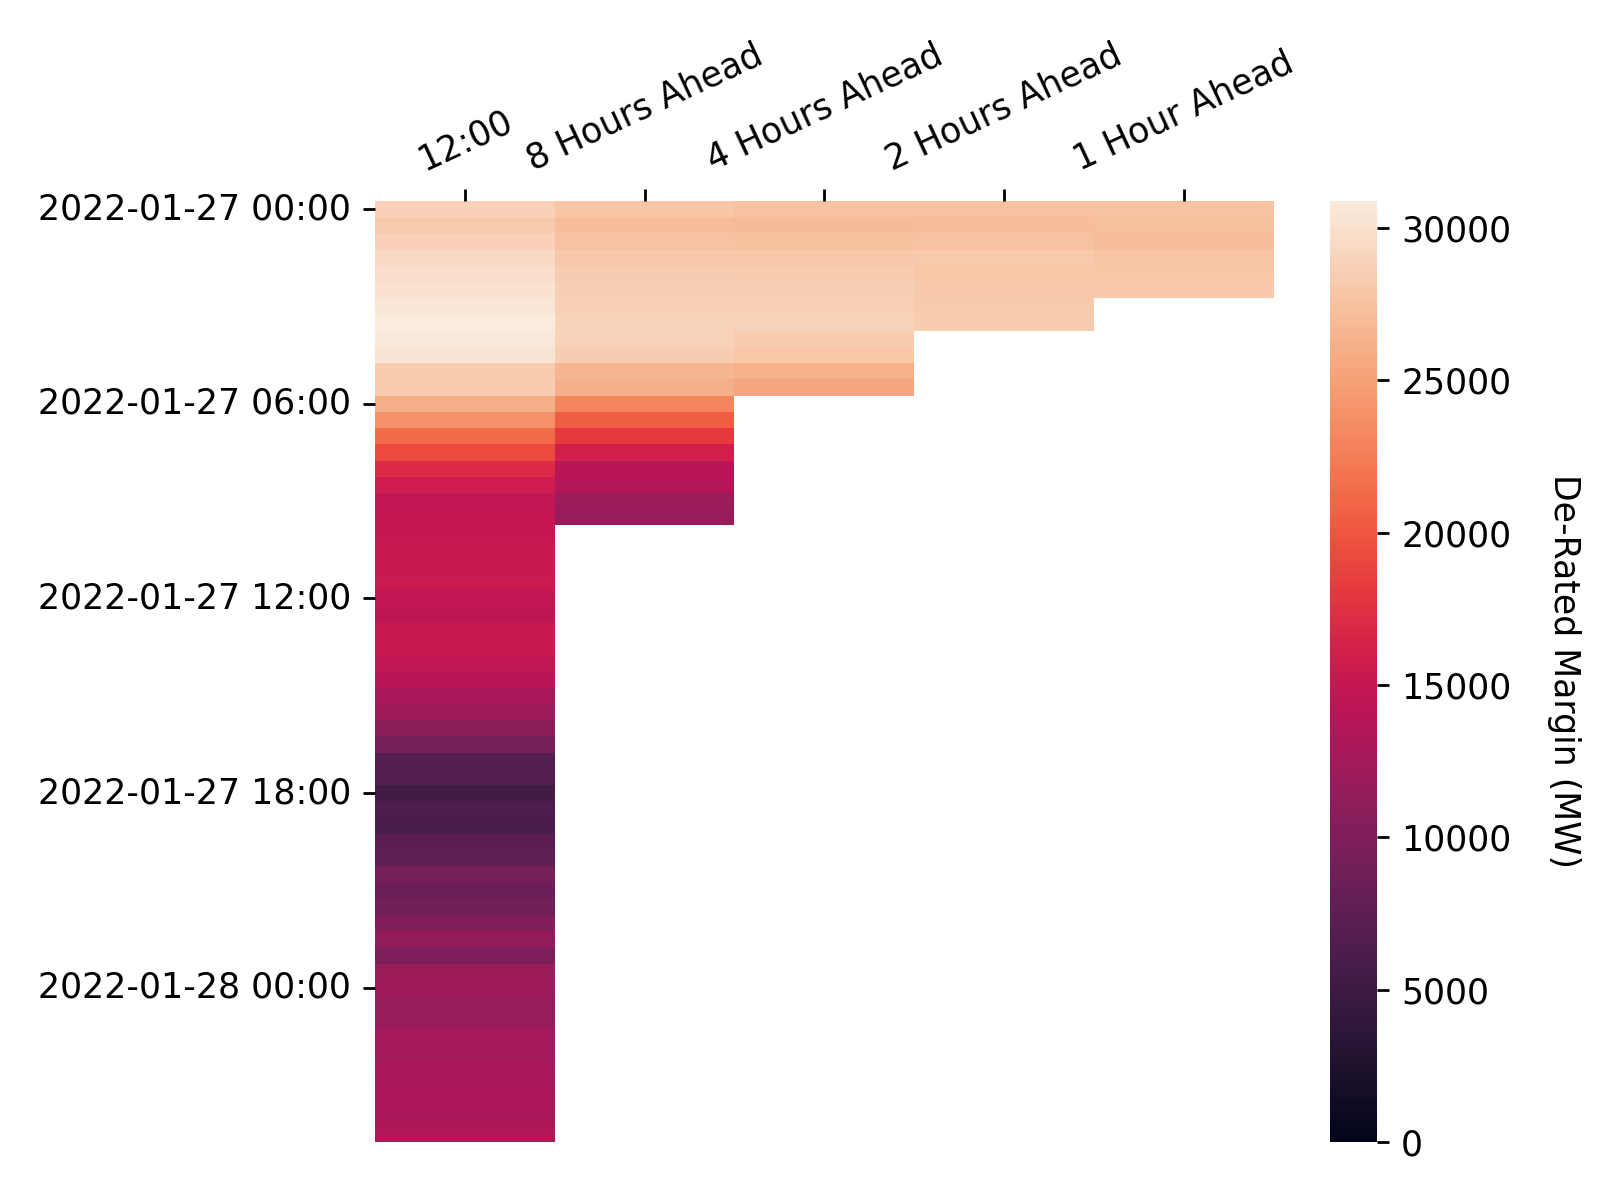 12:00
8 Hours Ahead
4 Hours Ahead
2 Hours Ahead
1 Hour Ahead
2022-01-27 00:00
2022-01-27 06:00
2022-01-27 12:00
2022-01-27 18:00
2022-01-28 00:00
30000
25000
20000
15000
10000
5000
0
De-Rated Margin (MW)